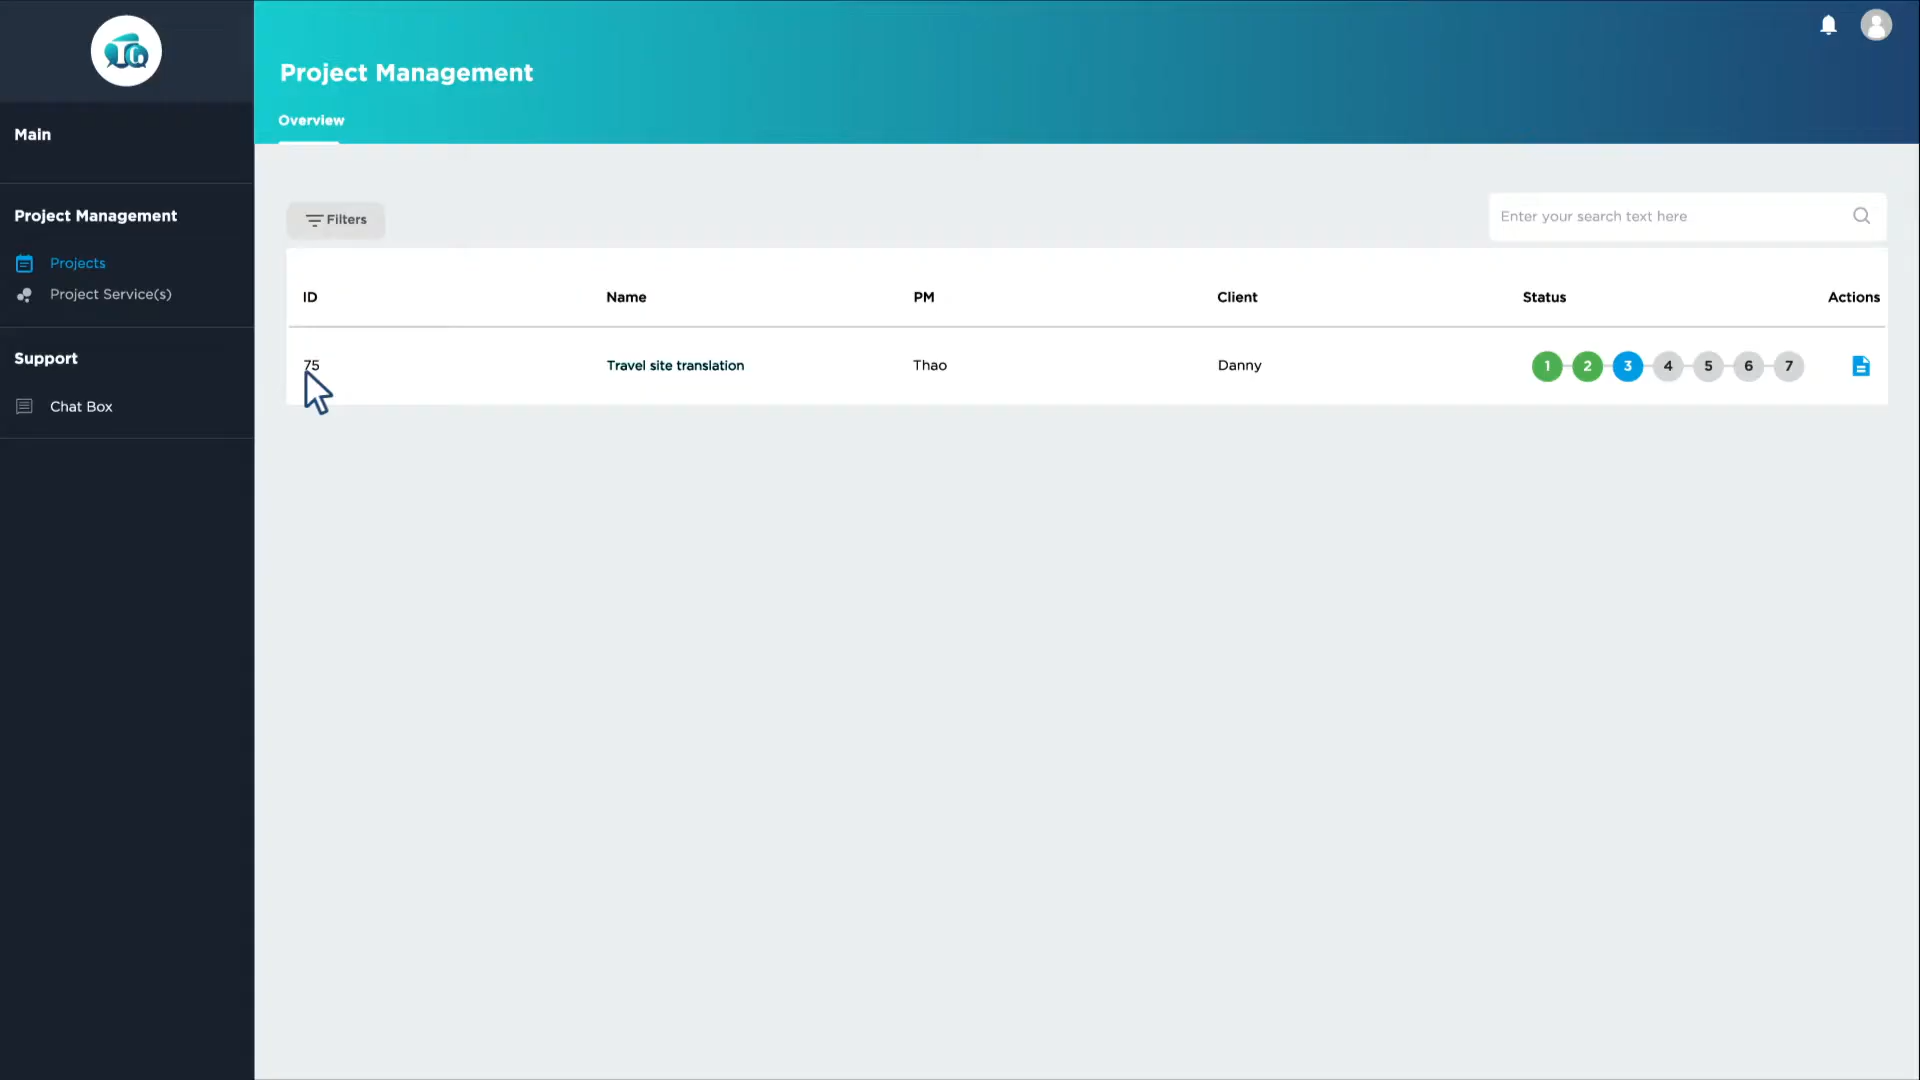 Project Management
Overview
Main
Project Management
Projects
Project Service(s)
Support
Chat Box
Filters
Enter your search text here
ID Name PM Client Status Actions
75 Travel site translation Thao Danny 1 2 3 4 5 6 7